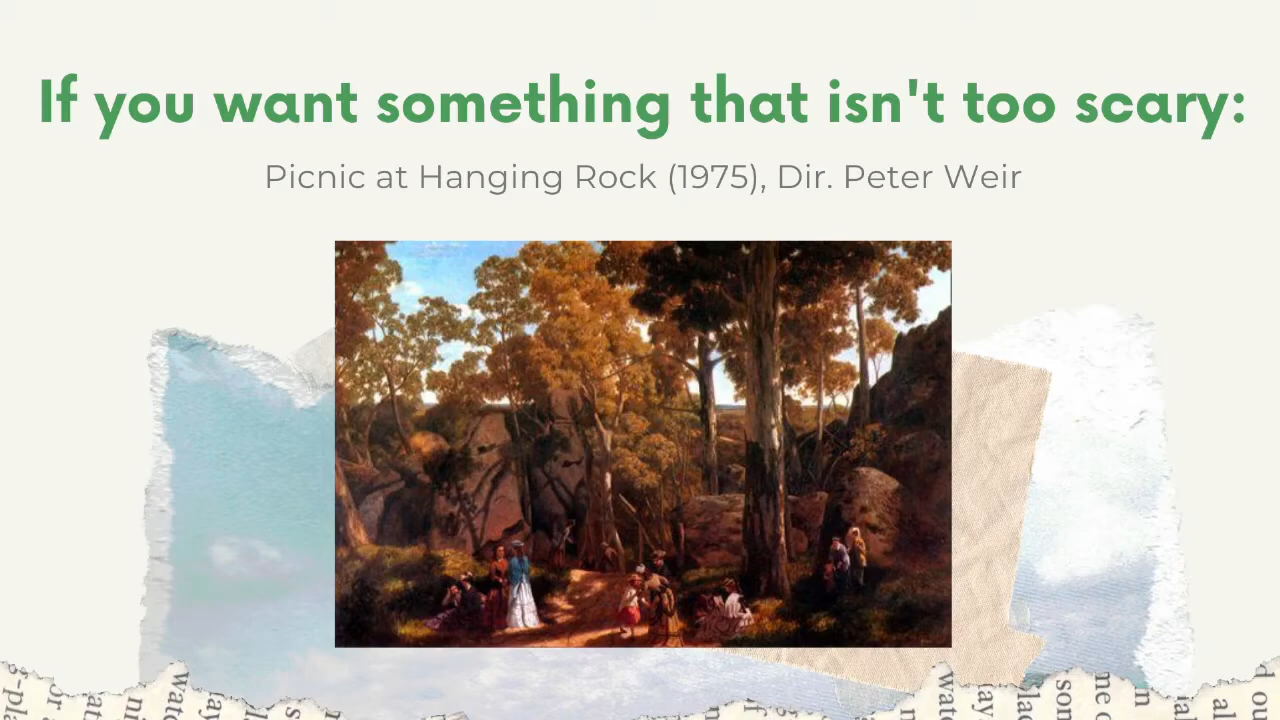 If you want something that isn't too scary:
Picnic at Hanging Rock (1975), Dir. Peter Weir